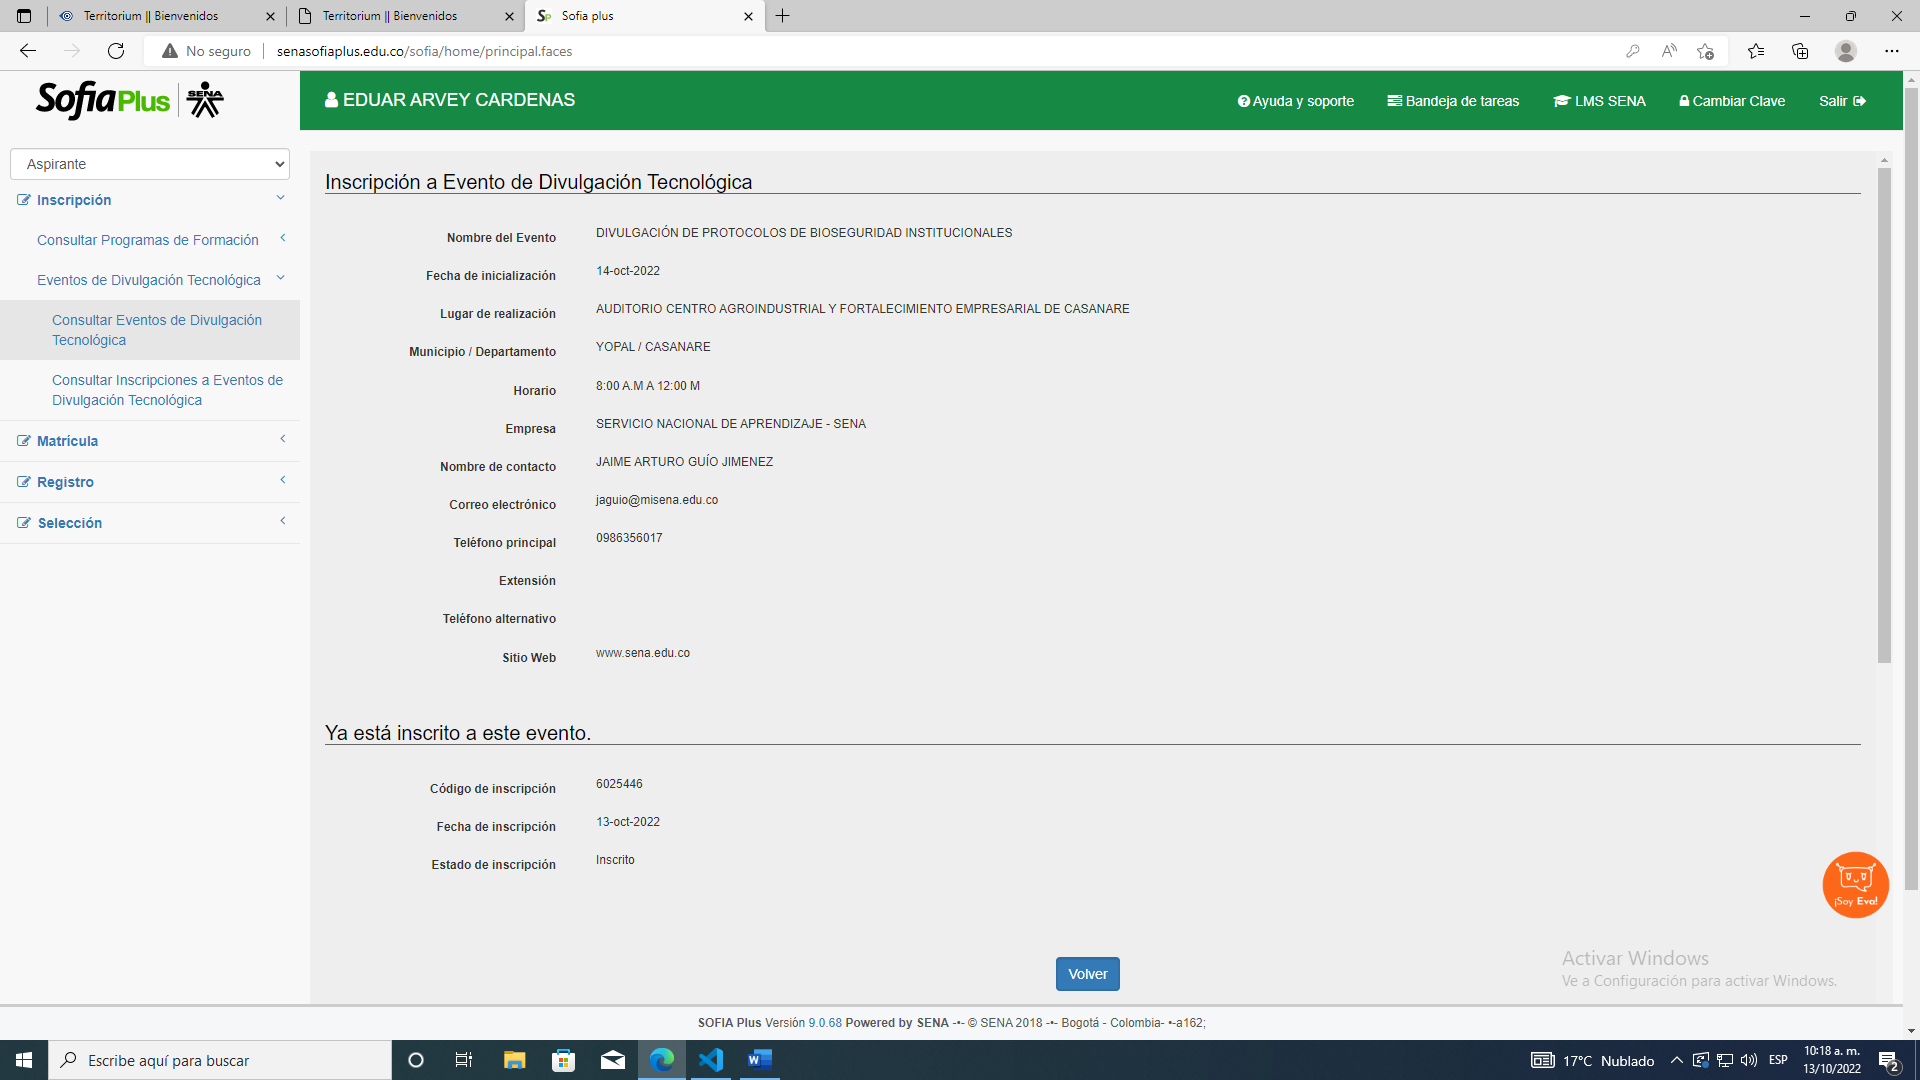 Territorium || Bienvenidos
Territorium || Bienvenidos
Sofia plus
No seguro
senasofiaplus.edu.co/sofia/home/principal.faces
Sofia Plus
SENA
EDUAR ARVEY CARDENAS
Ayuda y soporte
Bandeja de tareas
LMS SENA
Cambiar Clave
Salir
Aspirante
Inscripción
Consultar Programas de Formación
Eventos de Divulgación Tecnológica
Consultar Eventos de Divulgación
Tecnológica
Consultar Inscripciones a Eventos de
Divulgación Tecnológica
Matrícula
Registro
Selección
Inscripción a Evento de Divulgación Tecnológica
Nombre del Evento DIVULGACIÓN DE PROTOCOLOS DE BIOSEGURIDAD INSTITUCIONALES
Fecha de inicialización 14-oct-2022
Lugar de realización AUDITORIO CENTRO AGROINDUSTRIAL Y FORTALECIMIENTO EMPRESARIAL DE CASANARE
Municipio / Departamento YOPAL / CASANARE
Horario 8:00 A.M A 12:00 M
Empresa SERVICIO NACIONAL DE APRENDIZAJE - SENA
Nombre de contacto JAIME ARTURO GUÍO JIMENEZ
Correo electrónico jaguio@misena.edu.co
Teléfono principal 0986356017
Extensión
Teléfono alternativo
Sitio Web www.sena.edu.co
Ya está inscrito a este evento.
Código de inscripción 6025446
Fecha de inscripción 13-oct-2022
Estado de inscripción Inscrito
¡Soy Eva!
Volver
Activar Windows
Ve a Configuración para activar Windows.
SOFIA Plus Versión 9.0.68 Powered by SENA -•- © SENA 2018 -•- Bogotá - Colombia- •-a162;
Escribe aquí para buscar
17°C Nublado
ESP
10:18 a. m.
13/10/2022
2